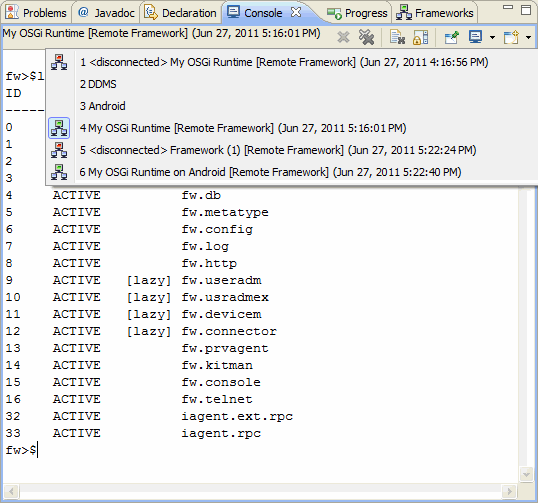 Problems @ Javadoc Declaration Console Progress Frameworks
My OSGi Runtime [Remote Framework] (Jun 27, 2011 5:16:01 PM)
1 <disconnected> My OSGi Runtime [Remote Framework] (Jun 27, 2011 4:16:56 PM)
2 DDMS
3 Android
4 My OSGi Runtime [Remote Framework] (Jun 27, 2011 5:16:01 PM)
5 <disconnected> Framework (1) [Remote Framework] (Jun 27, 2011 5:22:24 PM)
6 My OSGi Runtime on Android [Remote Framework] (Jun 27, 2011 5:22:40 PM)
fw>$l
ID
-----
0
1
2
3
4 ACTIVE fw.db
5 ACTIVE fw.metatype
6 ACTIVE fw.config
7 ACTIVE fw.log
8 ACTIVE fw.http
9 ACTIVE [lazy] fw.useradm
10 ACTIVE [lazy] fw.usradmex
11 ACTIVE [lazy] fw.devicem
12 ACTIVE [lazy] fw.connector
13 ACTIVE fw.prvagent
14 ACTIVE fw.kitman
15 ACTIVE fw.console
16 ACTIVE fw.telnet
32 ACTIVE iagent.ext.rpc
33 ACTIVE iagent.rpc
fw>$